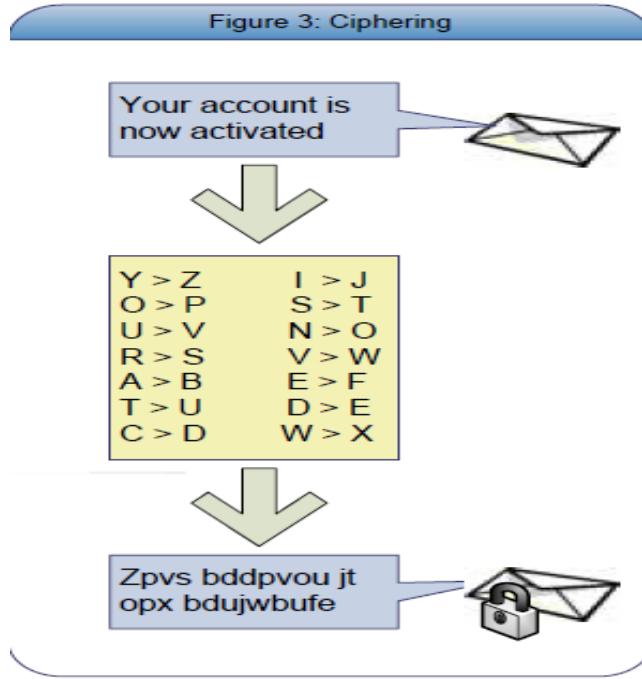 Figure 3: Ciphering
Your account is
now activated
Y > Z I > J
O > P S > T
U > V N > O
R > S V > W
A > B E > F
T > U D > E
C > D W > X
Zpvs bddpvou jt
opx bdujwbufe